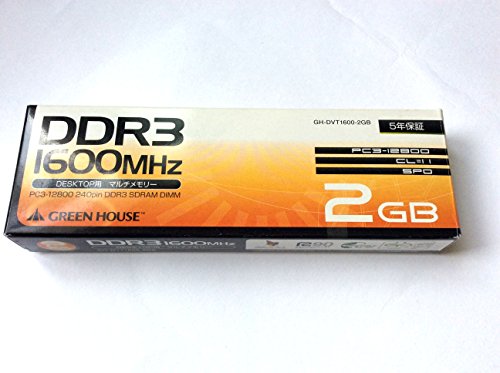 DDR3
1600MHz
DESKTOP用 マルチメモリー
PC3-12800 240pin DDR3 SDRAM DIMM
GREEN HOUSE™
GH-DVT1600-2GB
5年保証
PC3-12800
CL=11
SPD
2GB
DDR3 1600MHz